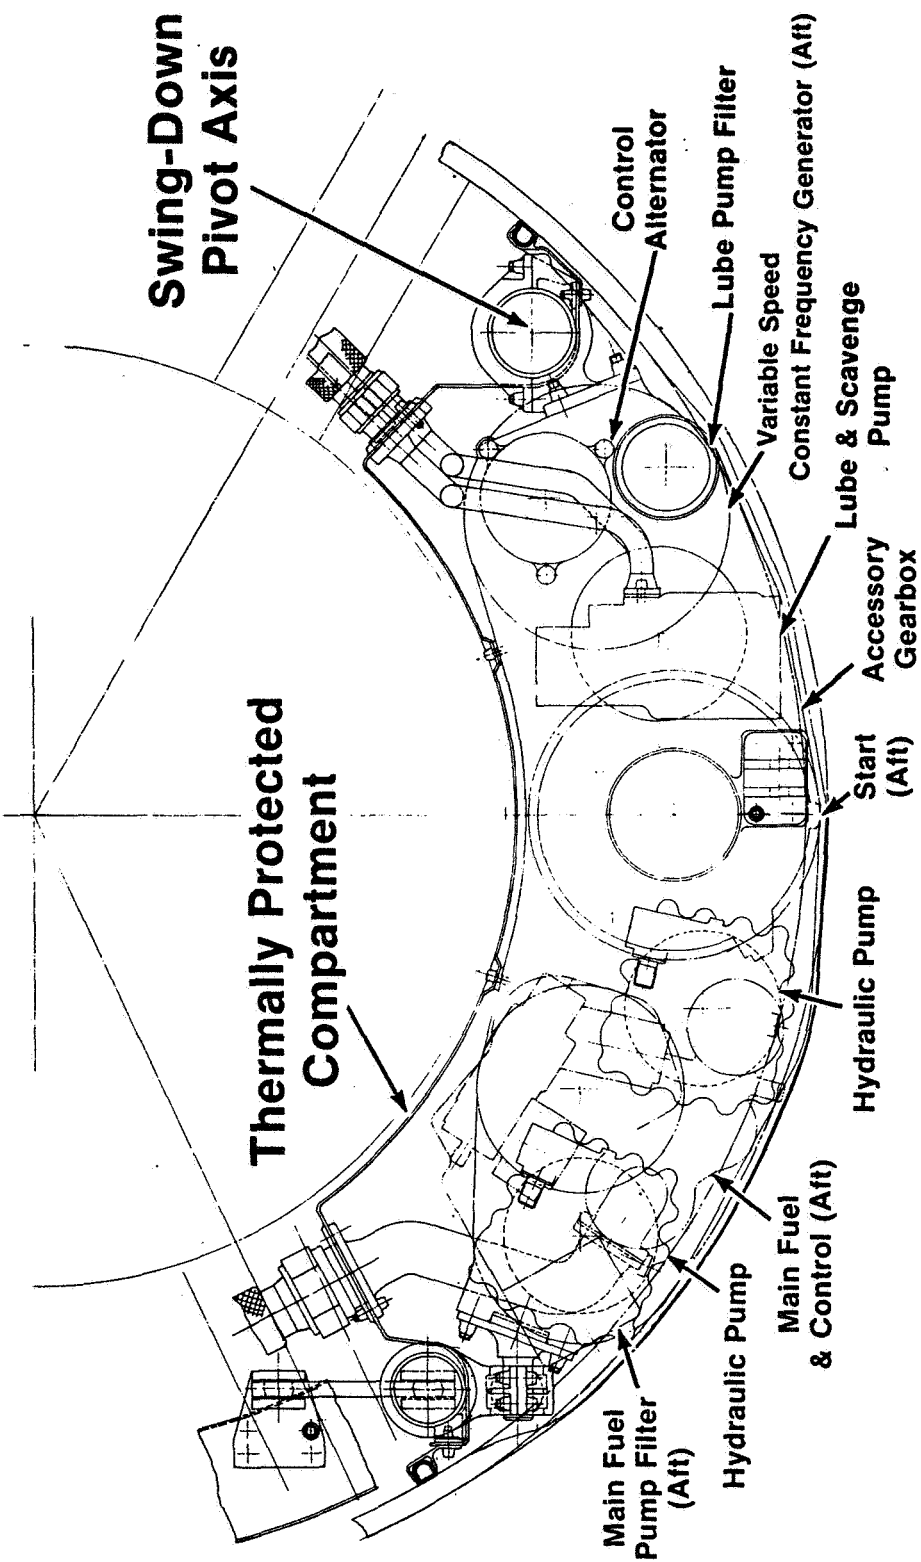 Swing-Down
Pivot Axis
Thermally Protected
Compartment
Main Fuel
Pump Filter
(Aft)
Hydraulic Pump
Main Fuel
& Control (Aft)
Hydraulic Pump
Start
(Aft)
Accessory
Gearbox
Lube & Scavenge
Pump
Variable Speed
Constant Frequency Generator (Aft)
Lube Pump Filter
Control
Alternator